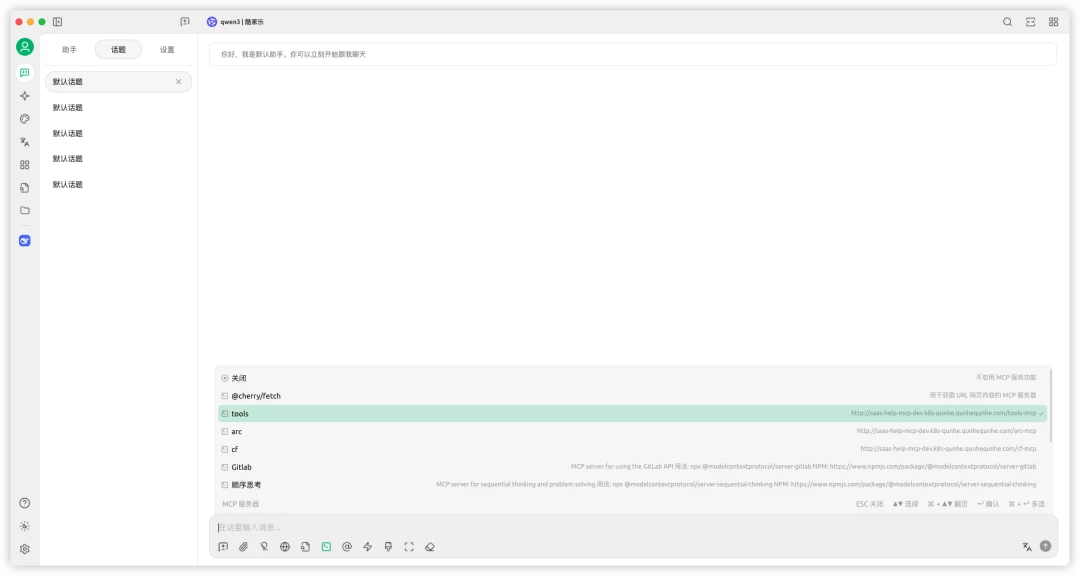 qwen3 | 酷家乐
助手 话题 设置
默认话题
默认话题
默认话题
默认话题
默认话题
你好，我是默认助手。你可以立刻开始跟我聊天
关闭 不启用 MCP 服务功能
@cherry/fetch 用于获取 URL 网页内容的 MCP 服务器
tools http://saas-help-mcp-dev.k8s-qunhe.qunhequnhe.com/tools-mcp
arc http://saas-help-mcp-dev.k8s-qunhe.qunhequnhe.com/arc-mcp
cf http://saas-help-mcp-dev.k8s-qunhe.qunhequnhe.com/cf-mcp
Gitlab MCP server for using the GitLab API 用法: npx @modelcontextprotocol/server-gitlab NPM: https://www.npmjs.com/package/@modelcontextprotocol/server-gitlab
顺序思考 MCP server for sequential thinking and problem solving 用法: npx @modelcontextprotocol/server-sequential-thinking NPM: https://www.npmjs.com/package/@modelcontextprotocol/server-sequential-thinking
MCP 服务器 ESC 关闭 ▲▼ 选择 ⌘ + ▲▼ 翻页 ↩ 确认 ⌘ + ↩ 多选
在这里输入消息...